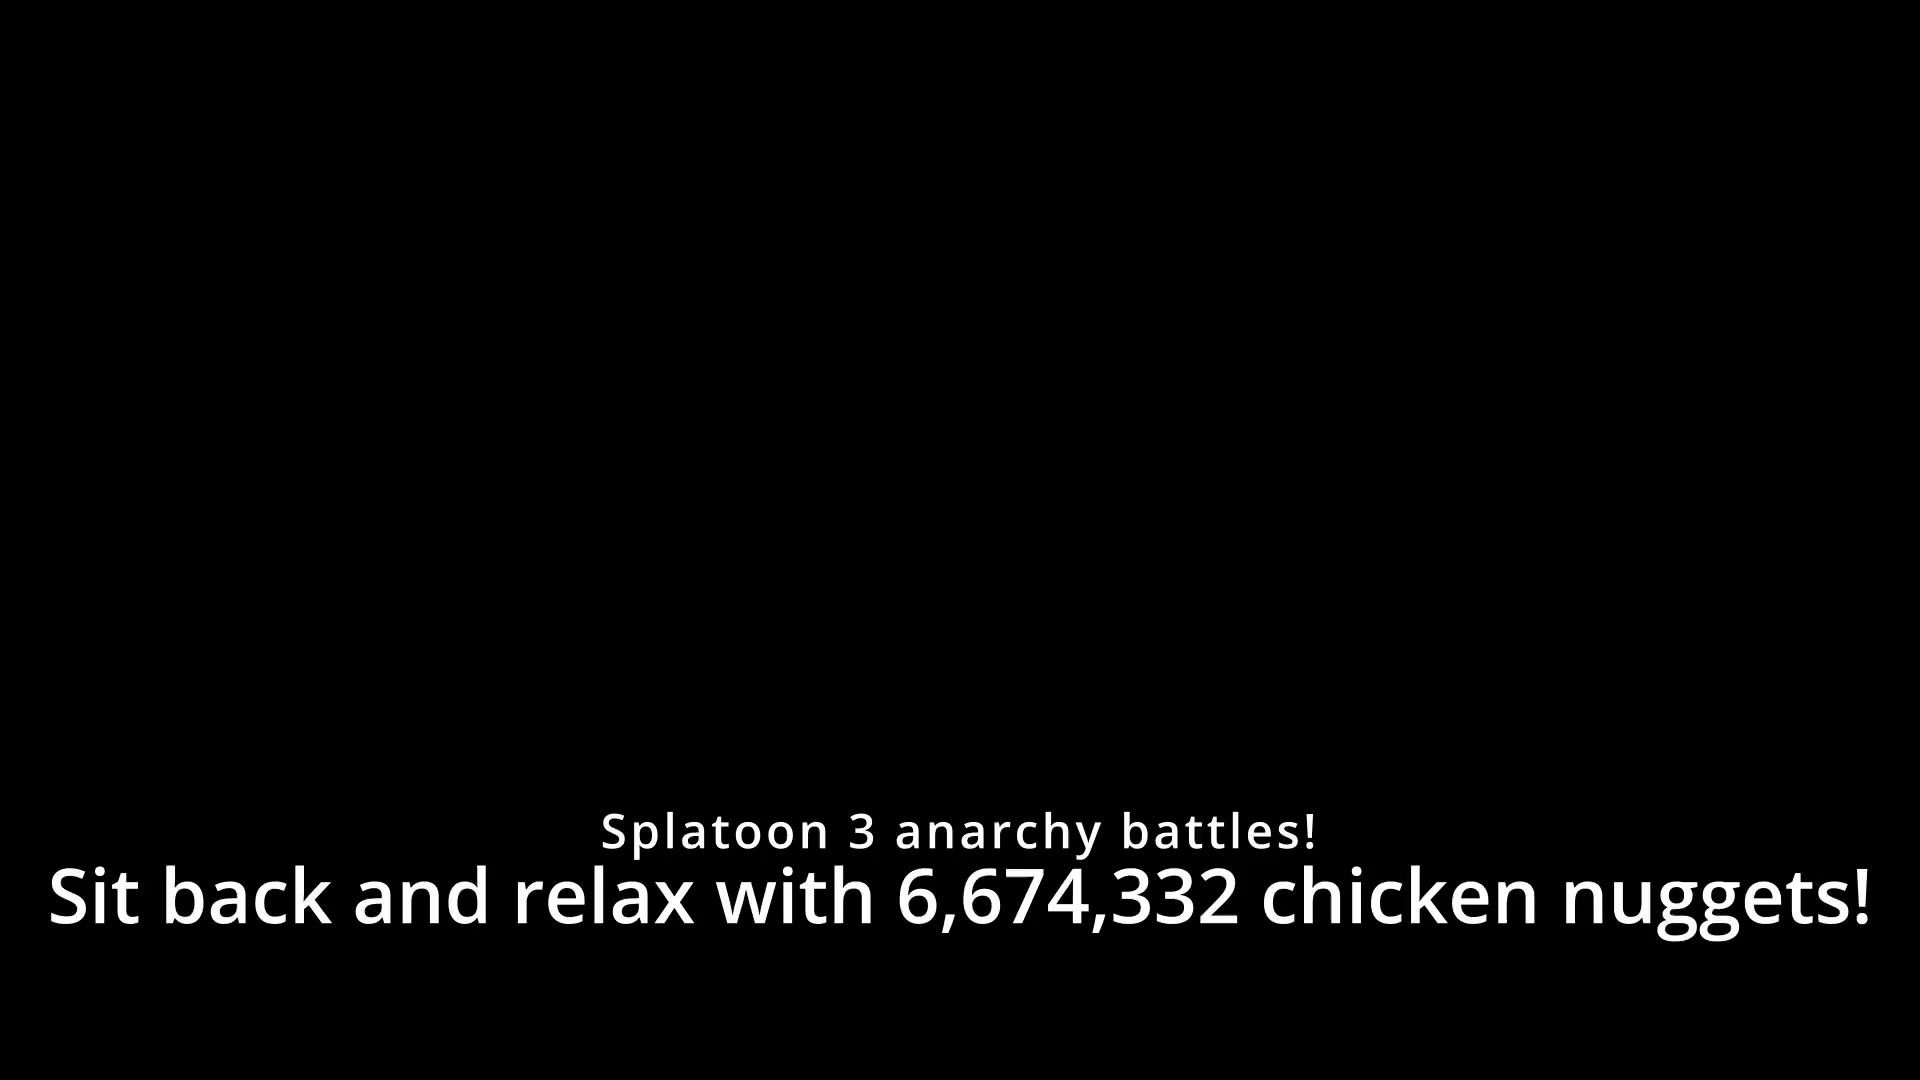 Splatoon 3 anarchy battles!
Sit back and relax with 6,674,332 chicken nuggets!